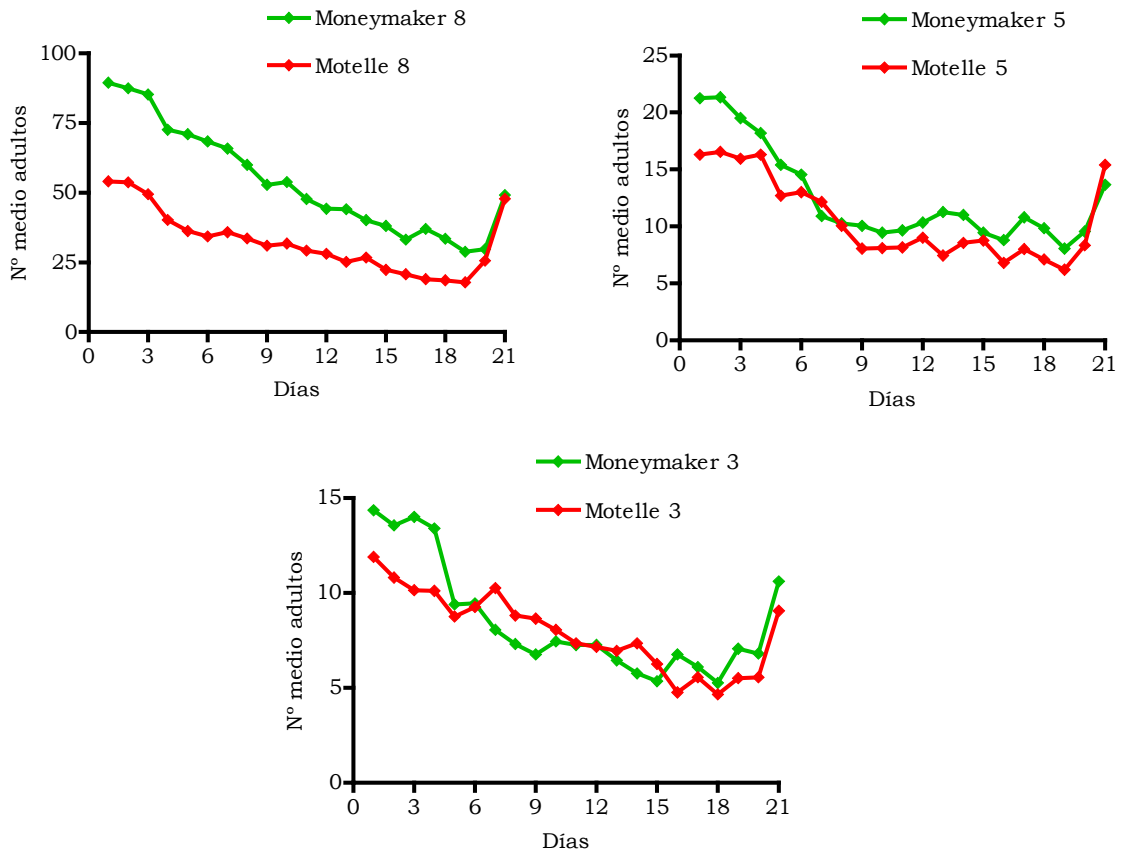 Moneymaker 8
Motelle 8
100
75
50
25
0
Nº medio adultos
0 3 6 9 12 15 18 21
Días
Moneymaker 5
Motelle 5
25
20
15
10
5
0
Nº medio adultos
0 3 6 9 12 15 18 21
Días
Moneymaker 3
Motelle 3
15
10
5
0
Nº medio adultos
0 3 6 9 12 15 18 21
Días